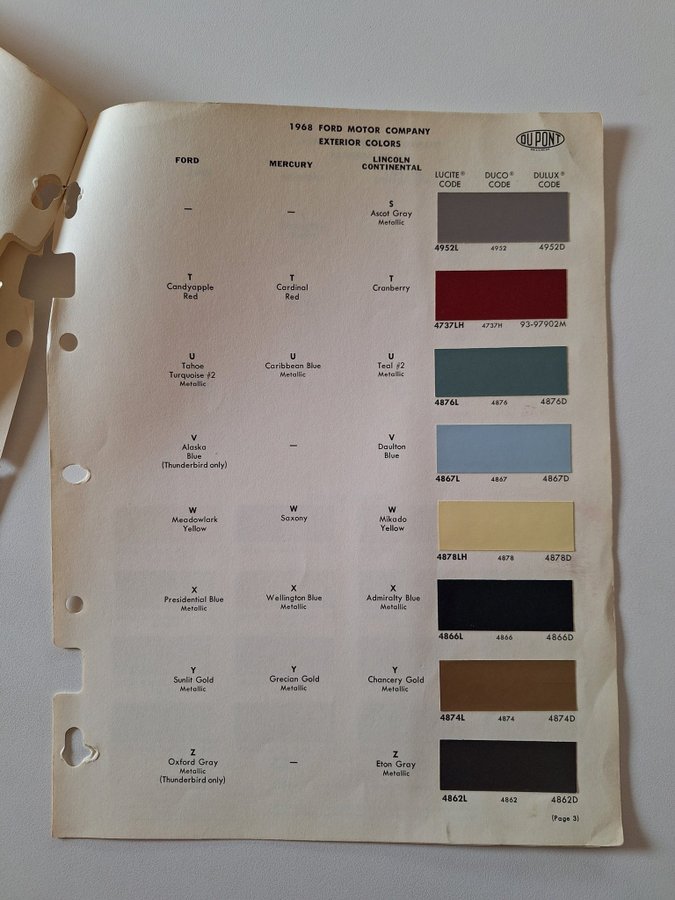 1968 FORD MOTOR COMPANY
EXTERIOR COLORS
DU PONT
FORD
MERCURY
LINCOLN
CONTINENTAL
LUCITE® DUCO® DULUX®
CODE CODE CODE
— — S
Ascot Gray
Metallic
4952L 4952 4952D
T T T
Candyapple Cardinal Cranberry
Red Red
4737LH 4737H 93-97902M
U U U
Tahoe Caribbean Blue Teal #2
Turquoise #2 Metallic Metallic
Metallic
4876L 4876 4876D
V — V
Alaska Daulton
Blue Blue
(Thunderbird only)
4867L 4867 4867D
W W W
Meadowlark Saxony Mikado
Yellow Yellow
4878LH 4878 4878D
X X X
Presidential Blue Wellington Blue Admiralty Blue
Metallic Metallic Metallic
4866L 4866 4866D
Y Y Y
Sunlit Gold Grecian Gold Chancery Gold
Metallic Metallic Metallic
4874L 4874 4874D
Z — Z
Oxford Gray Eton Gray
Metallic Metallic
(Thunderbird only)
4862L 4862 4862D
(Page 3)